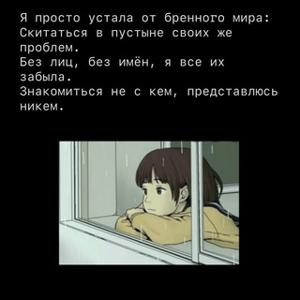 Я просто устала от бренного мира:
Скитаться в пустыне своих же
проблем.
Без лиц, без имён, я все их
забыла.
Знакомиться не с кем, представлюсь
никем.